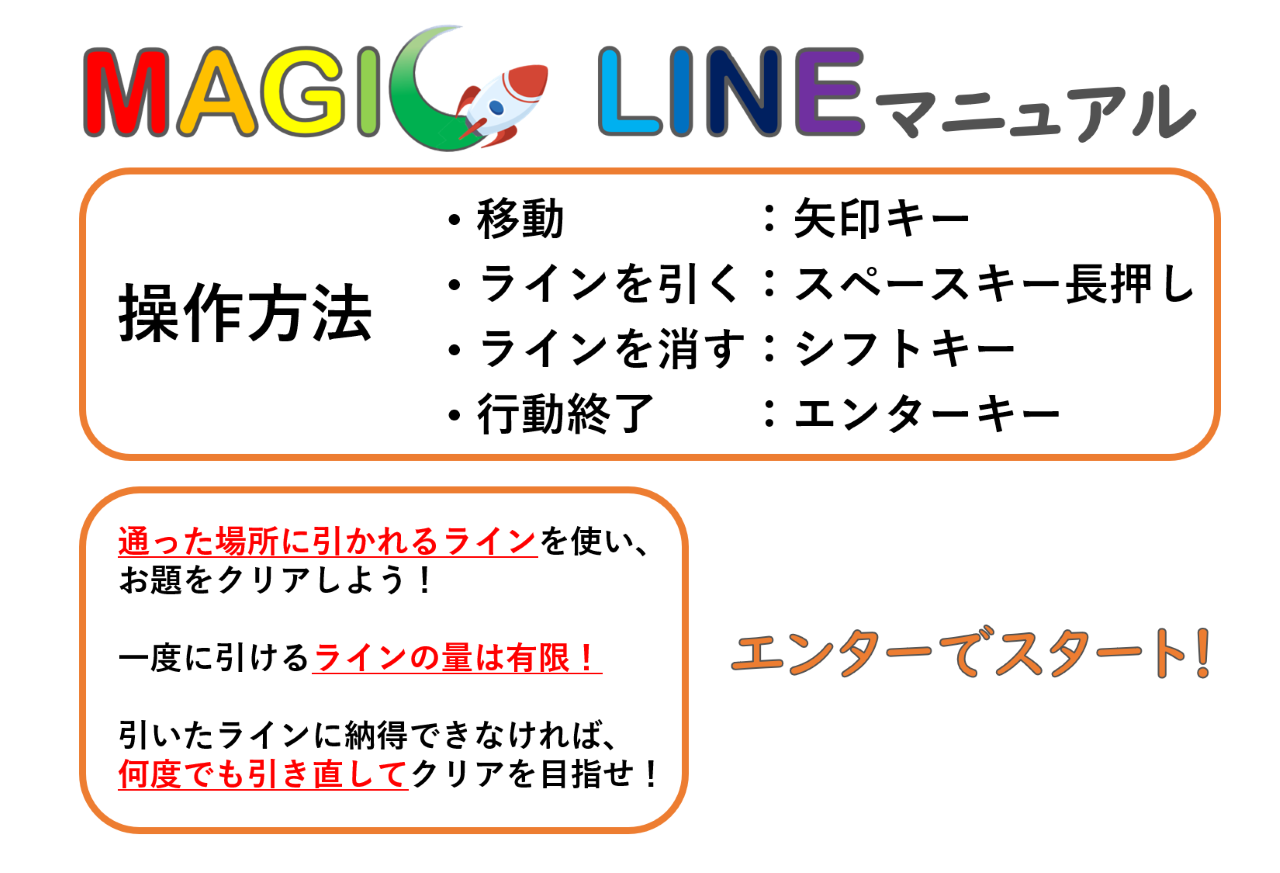 MAGIC LINEマニュアル
操作方法
・移動　　　　：矢印キー
・ラインを引く：スペースキー長押し
・ラインを消す：シフトキー
・行動終了　　：エンターキー
通った場所に引かれるラインを使い、
お題をクリアしよう！
一度に引けるラインの量は有限！
引いたラインに納得できなければ、
何度でも引き直してクリアを目指せ！
エンターでスタート!